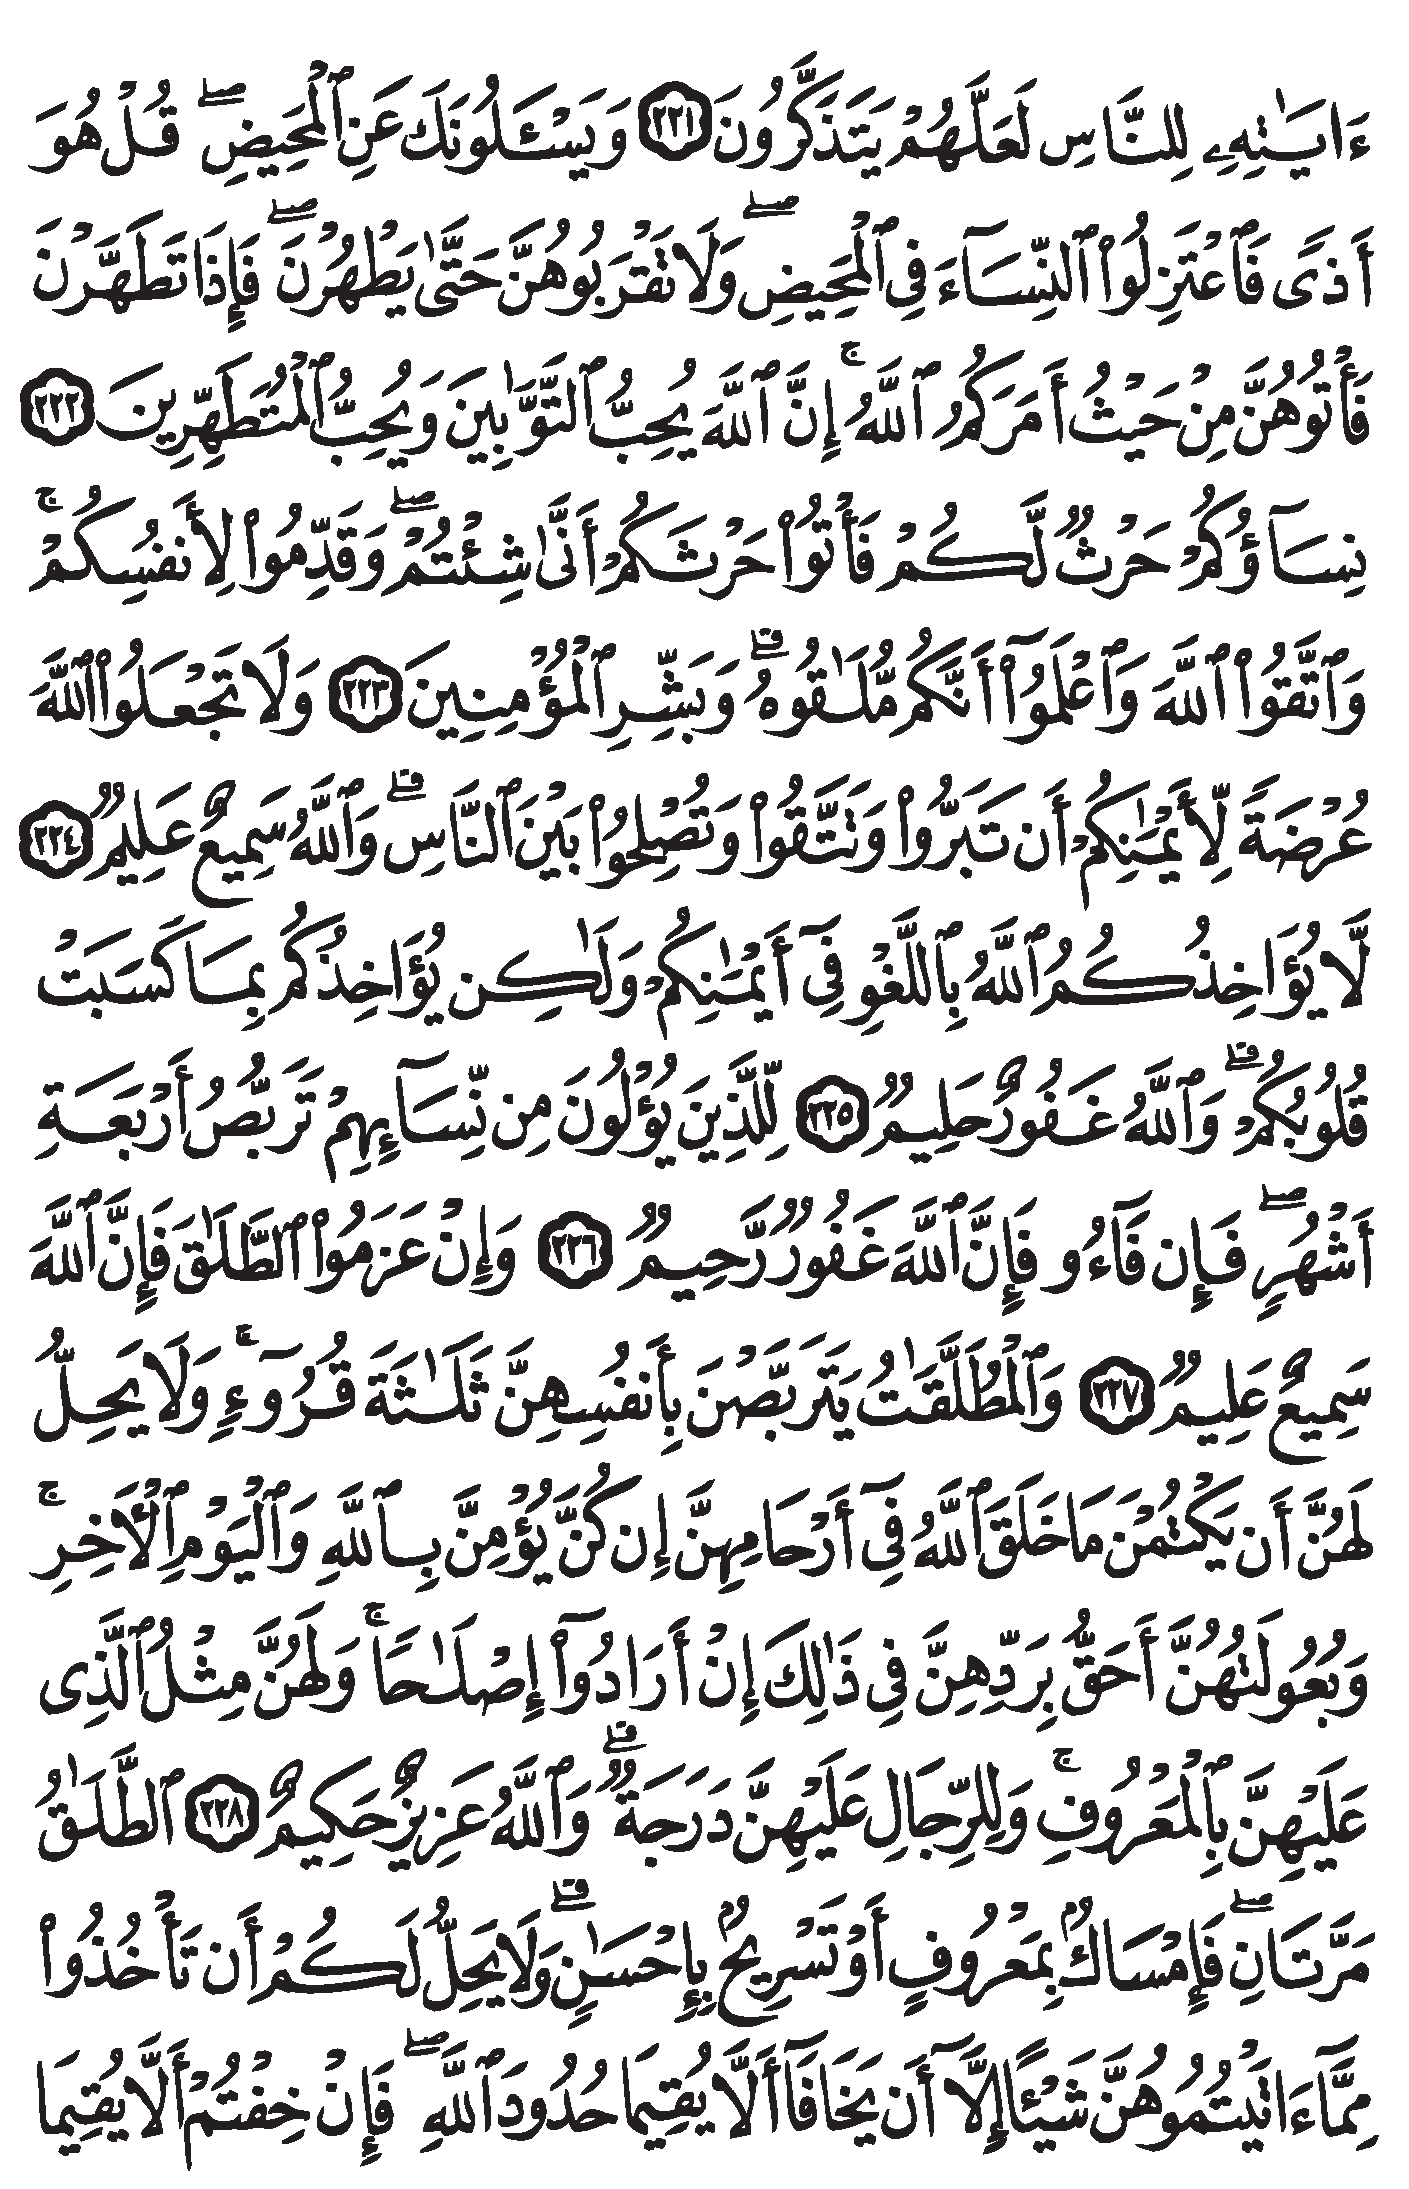 ءَايَٰتِهِۦ لِلنَّاسِ لَعَلَّهُمْ يَتَذَكَّرُونَ ٢٢١ وَيَسْـَٔلُونَكَ عَنِ ٱلْمَحِيضِۖ قُلْ هُوَ
أَذًى فَٱعْتَزِلُوا۟ ٱلنِّسَآءَ فِى ٱلْمَحِيضِۖ وَلَا تَقْرَبُوهُنَّ حَتَّىٰ يَطْهُرْنَۖ فَإِذَا تَطَهَّرْنَ
فَأْتُوهُنَّ مِنْ حَيْثُ أَمَرَكُمُ ٱللَّهُۚ إِنَّ ٱللَّهَ يُحِبُّ ٱلتَّوَّٰبِينَ وَيُحِبُّ ٱلْمُتَطَهِّرِينَ ٢٢٢
نِسَآؤُكُمْ حَرْثٌ لَّكُمْ فَأْتُوا۟ حَرْثَكُمْ أَنَّىٰ شِئْتُمْۖ وَقَدِّمُوا۟ لِأَنفُسِكُمْۚ
وَٱتَّقُوا۟ ٱللَّهَ وَٱعْلَمُوٓا۟ أَنَّكُم مُّلَٰقُوهُۗ وَبَشِّرِ ٱلْمُؤْمِنِينَ ٢٢٣ وَلَا تَجْعَلُوا۟ ٱللَّهَ
عُرْضَةً لِّأَيْمَٰنِكُمْ أَن تَبَرُّوا۟ وَتَتَّقُوا۟ وَتُصْلِحُوا۟ بَيْنَ ٱلنَّاسِۗ وَٱللَّهُ سَمِيعٌ عَلِيمٌ ٢٢٤
لَّا يُؤَاخِذُكُمُ ٱللَّهُ بِٱللَّغْوِ فِىٓ أَيْمَٰنِكُمْ وَلَٰكِن يُؤَاخِذُكُم بِمَا كَسَبَتْ
قُلُوبُكُمْۗ وَٱللَّهُ غَفُورٌ حَلِيمٌ ٢٢٥ لِّلَّذِينَ يُؤْلُونَ مِن نِّسَآئِهِمْ تَرَبُّصُ أَرْبَعَةِ
أَشْهُرٍۖ فَإِن فَآءُو فَإِنَّ ٱللَّهَ غَفُورٌ رَّحِيمٌ ٢٢٦ وَإِنْ عَزَمُوا۟ ٱلطَّلَٰقَ فَإِنَّ ٱللَّهَ
سَمِيعٌ عَلِيمٌ ٢٢٧ وَٱلْمُطَلَّقَٰتُ يَتَرَبَّصْنَ بِأَنفُسِهِنَّ ثَلَٰثَةَ قُرُوٓءٍۚ وَلَا يَحِلُّ
لَهُنَّ أَن يَكْتُمْنَ مَا خَلَقَ ٱللَّهُ فِىٓ أَرْحَامِهِنَّ إِن كُنَّ يُؤْمِنَّ بِٱللَّهِ وَٱلْيَوْمِ ٱلْأَخِرِۚ
وَبُعُولَتُهُنَّ أَحَقُّ بِرَدِّهِنَّ فِى ذَٰلِكَ إِنْ أَرَادُوٓا۟ إِصْلَٰحًاۚ وَلَهُنَّ مِثْلُ ٱلَّذِى
عَلَيْهِنَّ بِٱلْمَعْرُوفِۚ وَلِلرِّجَالِ عَلَيْهِنَّ دَرَجَةٌۗ وَٱللَّهُ عَزِيزٌ حَكِيمٌ ٢٢٨ ٱلطَّلَٰقُ
مَرَّتَانِۖ فَإِمْسَاكٌۢ بِمَعْرُوفٍ أَوْ تَسْرِيحٌۢ بِإِحْسَٰنٍۗ وَلَا يَحِلُّ لَكُمْ أَن تَأْخُذُوا۟
مِمَّآ ءَاتَيْتُمُوهُنَّ شَيْـًٔا إِلَّآ أَن يَخَافَآ أَلَّا يُقِيمَا حُدُودَ ٱللَّهِۖ فَإِنْ خِفْتُمْ أَلَّا يُقِيمَا